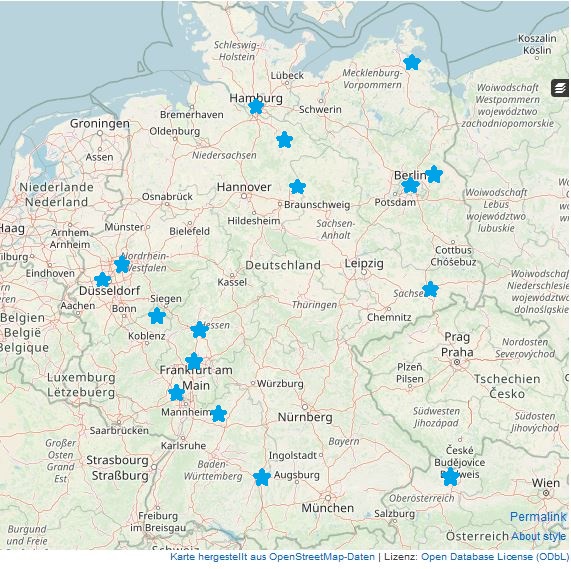 Koszalin
Köslin
Schleswig-
Holstein
Lübeck
Mecklenburg-
Vorpommern
Hamburg
Schwerin
Woiwodschaft
Westpommern
województwo
zachodniopomorskie
Bremerhaven
Groningen
Oldenburg
Assen
Niedersachsen
Niederlande
Nederland
Hannover
Berlin
Potsdam
Osnabrück
Braunschweig
Woiwodschaft
Lebus
województwo
lubuskie
Haag
Arnhem
Arnheim
Münster
Bielefeld
Hildesheim
Sachsen-
Anhalt
Cottbus
Chóśebuz
Eindhoven
Nordrhein-
Westfalen
Deutschland
Leipzig
Kassel
Düsseldorf
Aachen
Bonn
Siegen
Sachsen
Woiwodschaft
Niederschles
województwo
dolnośląskie
Thüringen
Chemnitz
Belgien
België
Belgique
Koblenz
Hessen
Prag
Praha
Nordosten
Severovýchod
Frankfurt am
Main
Luxemburg
Lëtzebuerg
Würzburg
Plzeň
Pilsen
Tschechien
Česko
Mannheim
Nürnberg
Südwesten
Jihozápad
Südosten
Jihovýchod
Saarbrücken
Karlsruhe
Bayern
Großer
Osten
Grand
Est
Strasbourg
Straßburg
Baden-
Württemberg
Ingolstadt
Augsburg
České
Budějovice
Budweis
Wien
München
Oberösterreich
Freiburg
im Breisgau
Salzburg
Permalink
Burgund und
Freie
Schweiz
Österreich
About style
Karte hergestellt aus OpenStreetMap-Daten | Lizenz: Open Database License (ODbL)